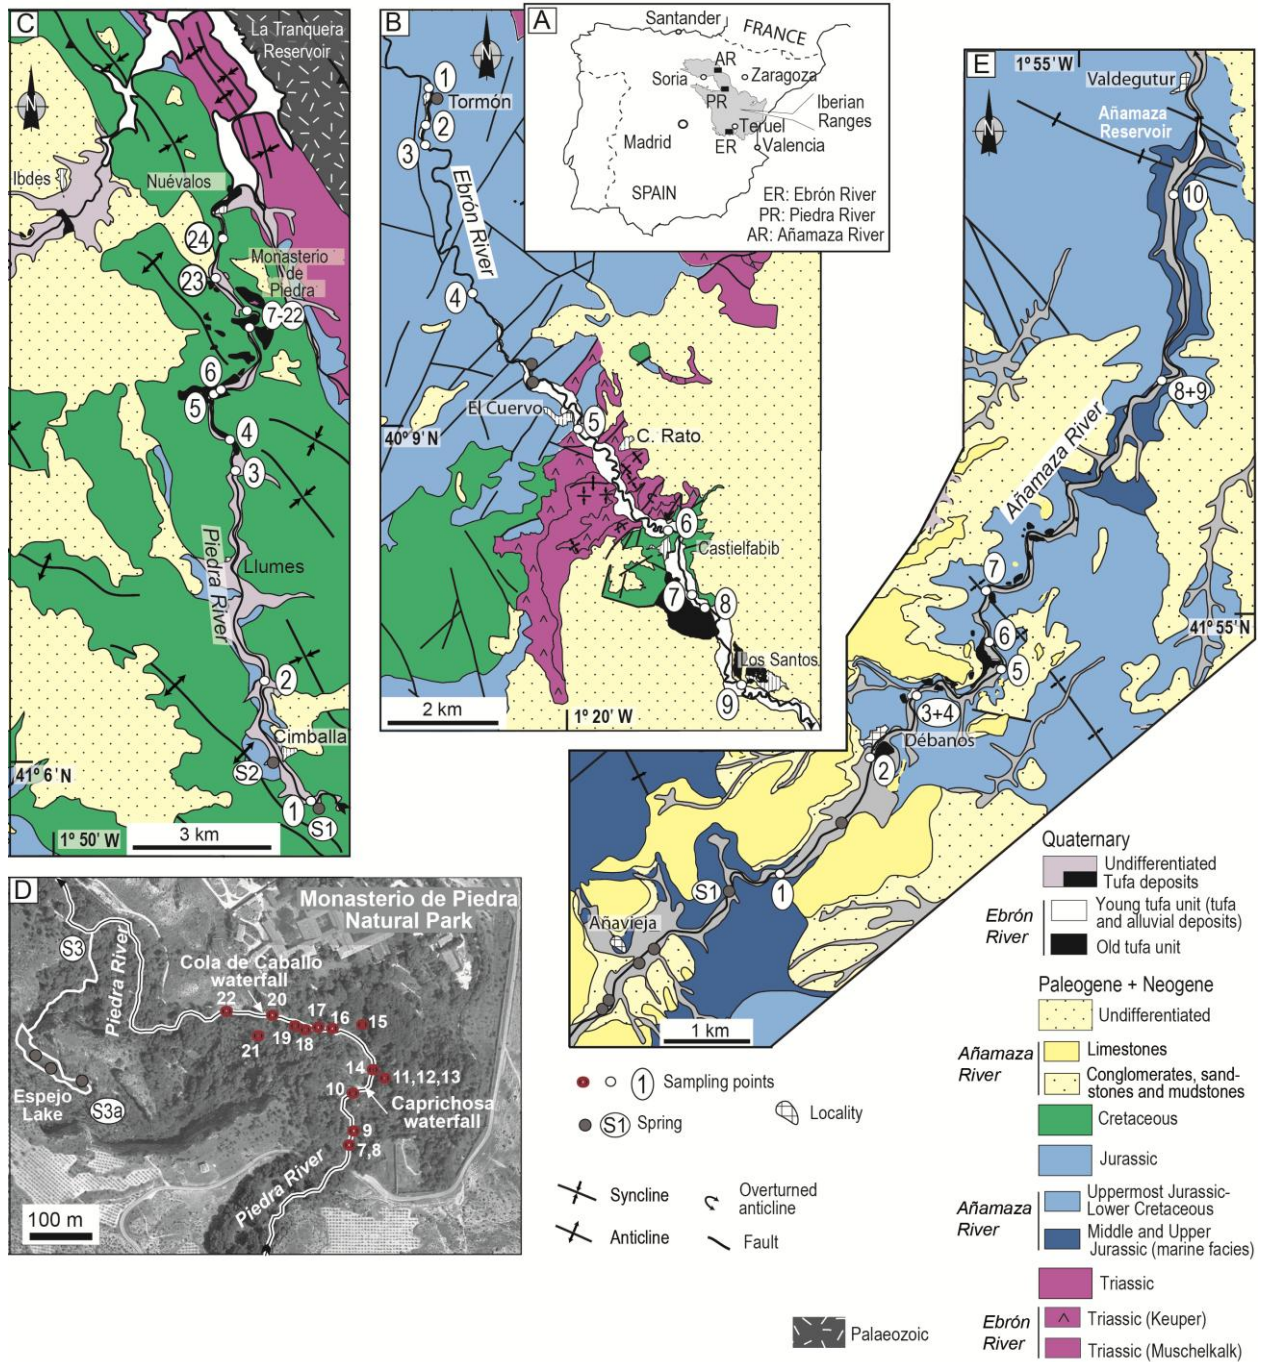 C
La Tranquera
Reservoir
N
Ibdes
Nuévalos
24
Monasterio
de
Piedra
23
7-22
6
5
4
3
Piedra River
Llumes
2
Cimballa
S2
41° 6' N
1
S1
1° 50' W
3 km
B
N
1
Tormón
2
3
Ebrón River
4
El Cuervo
5
40° 9' N
C. Rato
6
Castielfabib
7
8
Los Santos
9
2 km
1° 20' W
A
Santander
FRANCE
AR
Soria
Zaragoza
PR
Iberian
Ranges
Teruel
Madrid
ER
Valencia
SPAIN
ER: Ebrón River
PR: Piedra River
AR: Añamaza River
E
1° 55' W
Valdegutur
N
Añamaza
Reservoir
10
8+9
Añamaza River
7
6
41° 55' N
5
3+4
Débanos
2
S1
1
Añavieja
1 km
D
Monasterio de Piedra
Natural Park
S3
Piedra River
Cola de Caballo
waterfall
22
20
17
16
15
19
18
21
14
11,12,13
10
Caprichosa
waterfall
Espejo
Lake
S3a
9
7,8
Piedra River
100 m
1 Sampling points
S1 Spring
Locality
Syncline
Overturned
anticline
Anticline
Fault
Quaternary
Undifferentiated
Tufa deposits
Ebrón
River
Young tufa unit (tufa
and alluvial deposits)
Old tufa unit
Paleogene + Neogene
Undifferentiated
Añamaza
River
Limestones
Conglomerates, sand-
stones and mudstones
Cretaceous
Jurassic
Añamaza
River
Uppermost Jurassic-
Lower Cretaceous
Middle and Upper
Jurassic (marine facies)
Triassic
Ebrón
River
Triassic (Keuper)
Triassic (Muschelkalk)
Palaeozoic